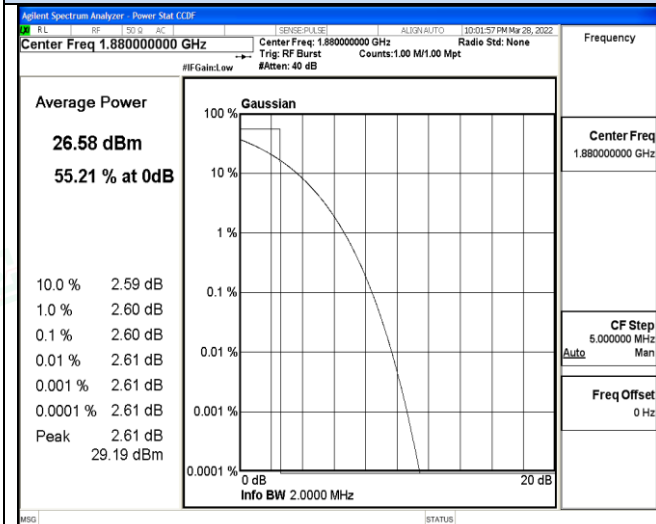 Agilent Spectrum Analyzer - Power Stat CCDF
RL RF 50 Ω AC SENSE:PULSE ALIGN AUTO 10:01:57 PM Mar 28, 2022
Center Freq 1.880000000 GHz
Center Freq: 1.880000000 GHz Radio Std: None
Trig: RF Burst Counts:1.00 M/1.00 Mpt
#IFGain:Low #Atten: 40 dB
Frequency
Average Power
26.58 dBm
55.21 % at 0dB
10.0 % 2.59 dB
1.0 % 2.60 dB
0.1 % 2.60 dB
0.01 % 2.61 dB
0.001 % 2.61 dB
0.0001 % 2.61 dB
Peak 2.61 dB
29.19 dBm
Gaussian
100 %
10 %
1 %
0.1 %
0.01 %
0.001 %
0.0001 %
0 dB 20 dB
Info BW 2.0000 MHz
Center Freq
1.880000000 GHz
CF Step
5.000000 MHz
Auto Man
Freq Offset
0 Hz
MSG STATUS